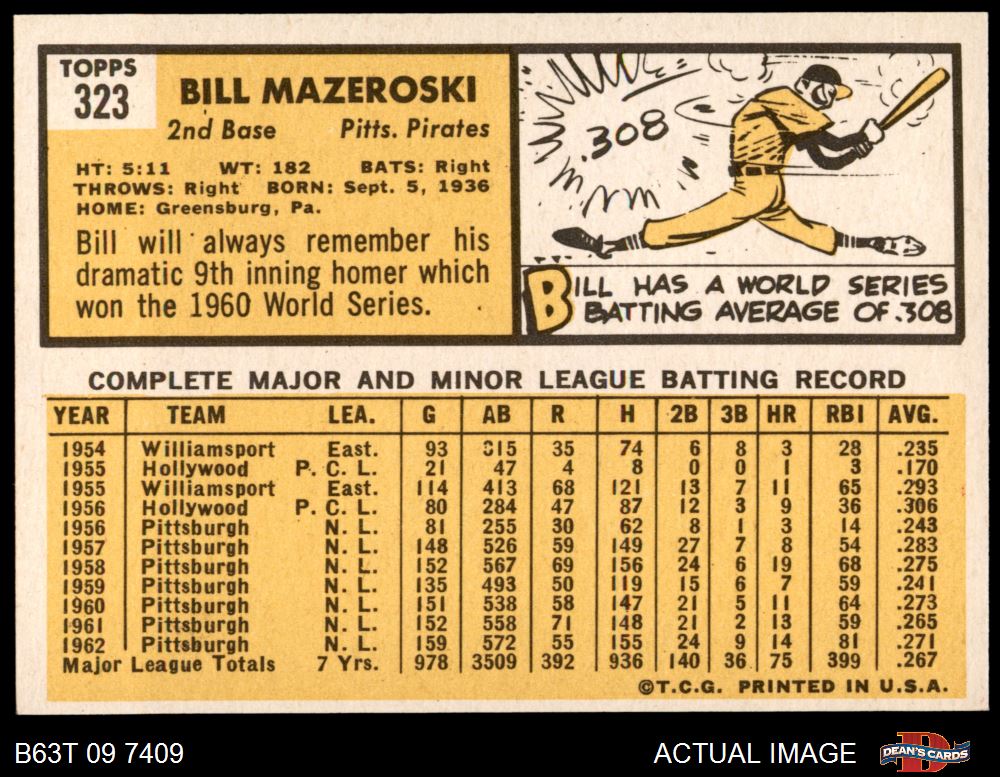 TOPPS
323
BILL MAZEROSKI
2nd Base Pitts. Pirates
HT: 5:11 WT: 182 BATS: Right
THROWS: Right BORN: Sept. 5, 1936
HOME: Greensburg, Pa.
Bill will always remember his
dramatic 9th inning homer which
won the 1960 World Series.
.308
BILL HAS A WORLD SERIES
BATTING AVERAGE OF .308
COMPLETE MAJOR AND MINOR LEAGUE BATTING RECORD
YEAR TEAM LEA. G AB R H 2B 3B HR RBI AVG.
1954 Williamsport East. 93 315 35 74 6 8 3 28 .235
1955 Hollywood P. C. L. 21 47 4 8 0 0 1 3 .170
1955 Williamsport East. 114 413 68 121 13 7 11 65 .293
1956 Hollywood P. C. L. 80 284 47 87 12 3 9 36 .306
1956 Pittsburgh N. L. 81 255 30 62 8 1 3 14 .243
1957 Pittsburgh N. L. 148 526 59 149 27 7 8 54 .283
1958 Pittsburgh N. L. 152 567 69 156 24 6 19 68 .275
1959 Pittsburgh N. L. 135 493 50 119 15 6 7 59 .241
1960 Pittsburgh N. L. 151 538 58 147 21 5 11 64 .273
1961 Pittsburgh N. L. 152 558 71 148 21 2 13 59 .265
1962 Pittsburgh N. L. 159 572 55 155 24 9 14 81 .271
Major League Totals 7 Yrs. 978 3509 392 936 140 36 75 399 .267
©T.C.G. PRINTED IN U.S.A.
B63T 09 7409 ACTUAL IMAGE DEAN'S CARDS